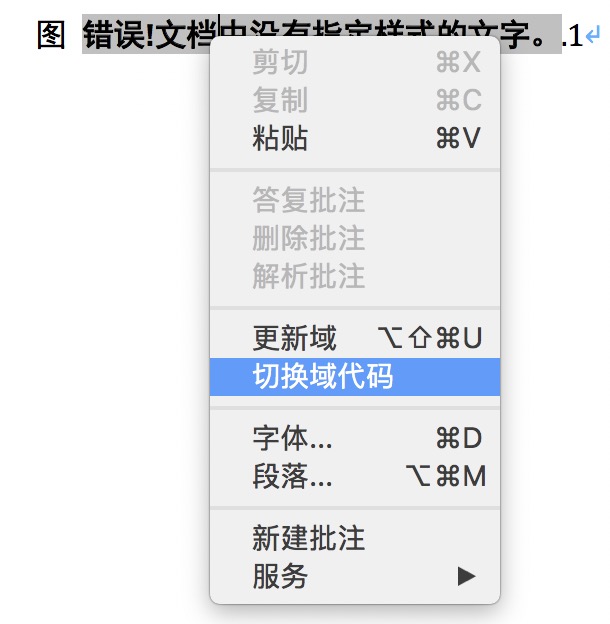 图 错误!文档中没有指定样式的文字。.1↵
剪切 ⌘X
复制 ⌘C
粘贴 ⌘V
答复批注
删除批注
解析批注
更新域 ⌥⇧⌘U
切换域代码
字体... ⌘D
段落... ⌥⌘M
新建批注
服务 ▶